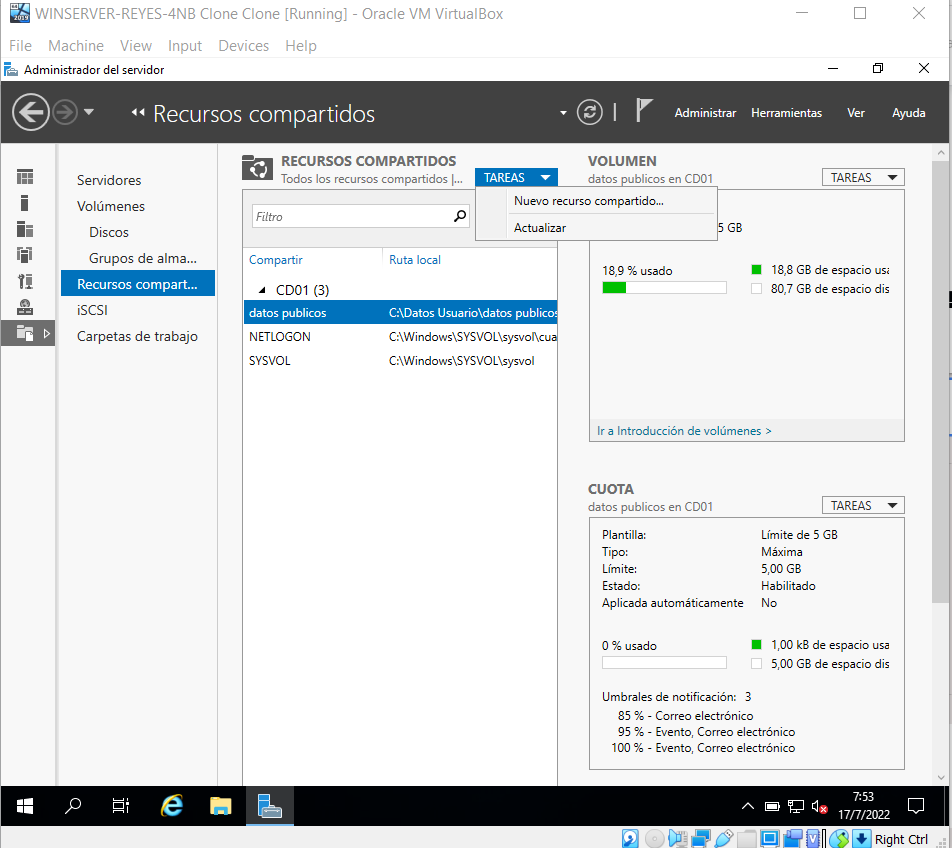 WINSERVER-REYES-4NB Clone Clone [Running] - Oracle VM VirtualBox
File Machine View Input Devices Help
Administrador del servidor
Recursos compartidos
Administrar Herramientas Ver Ayuda
Servidores
Volúmenes
Discos
Grupos de alma...
Recursos compart...
iSCSI
Carpetas de trabajo
RECURSOS COMPARTIDOS
Todos los recursos compartidos |...
TAREAS
Nuevo recurso compartido...
Actualizar
Filtro
Compartir Ruta local
CD01 (3)
datos publicos C:\Datos Usuario\datos publicos
NETLOGON C:\Windows\SYSVOL\sysvol\cua
SYSVOL C:\Windows\SYSVOL\sysvol
VOLUMEN
datos publicos en CD01
TAREAS
5 GB
18,9 % usado
18,8 GB de espacio usa
80,7 GB de espacio dis
Ir a Introducción de volúmenes >
CUOTA
datos publicos en CD01
TAREAS
Plantilla: Límite de 5 GB
Tipo: Máxima
Límite: 5,00 GB
Estado: Habilitado
Aplicada automáticamente No
0 % usado
1,00 kB de espacio usa
5,00 GB de espacio dis
Umbrales de notificación: 3
85 % - Correo electrónico
95 % - Evento, Correo electrónico
100 % - Evento, Correo electrónico
7:53
17/7/2022
Right Ctrl